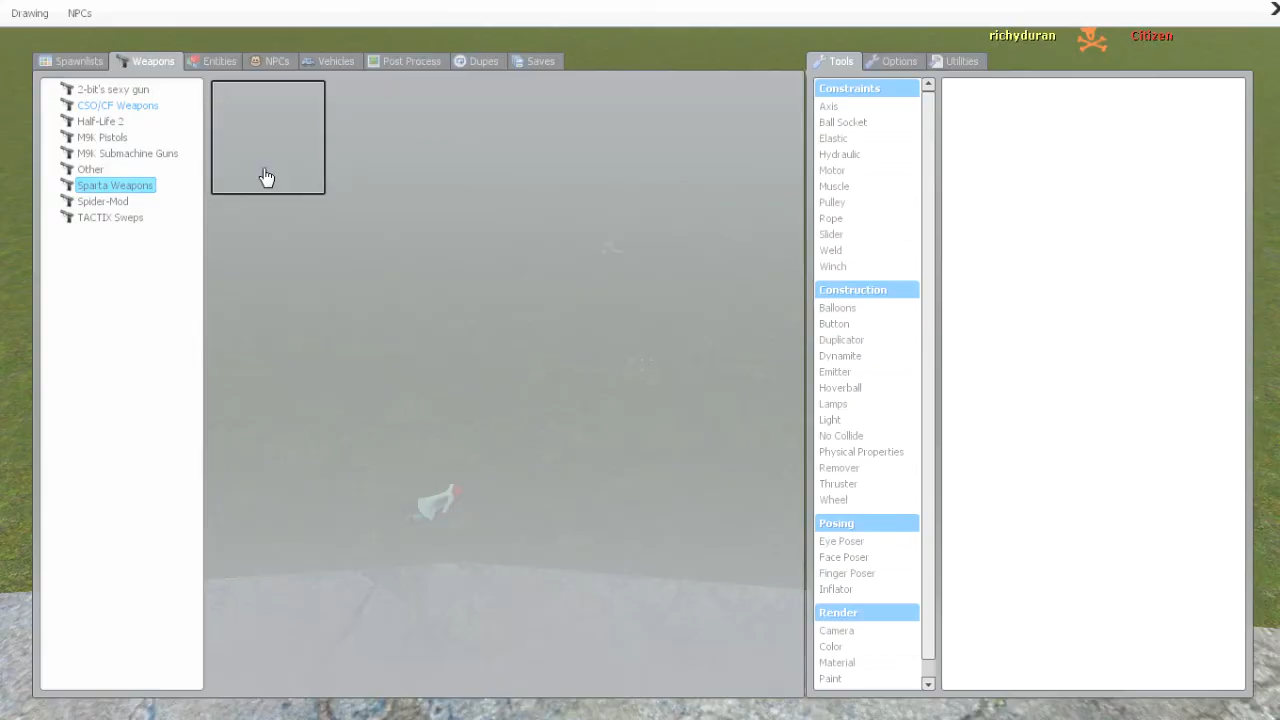 Drawing NPCs
richyduran Citizen
Spawnlists Weapons Entities NPCs Vehicles Post Process Dupes Saves
Tools Options Utilities
2-bit's sexy gun
CSO/CF Weapons
Half-Life 2
M9K Pistols
M9K Submachine Guns
Other
Sparta Weapons
Spider-Mod
TACTIX Sweps
Constraints
Axis
Ball Socket
Elastic
Hydraulic
Motor
Muscle
Pulley
Rope
Slider
Weld
Winch
Construction
Balloons
Button
Duplicator
Dynamite
Emitter
Hoverball
Lamps
Light
No Collide
Physical Properties
Remover
Thruster
Wheel
Posing
Eye Poser
Face Poser
Finger Poser
Inflator
Render
Camera
Color
Material
Paint